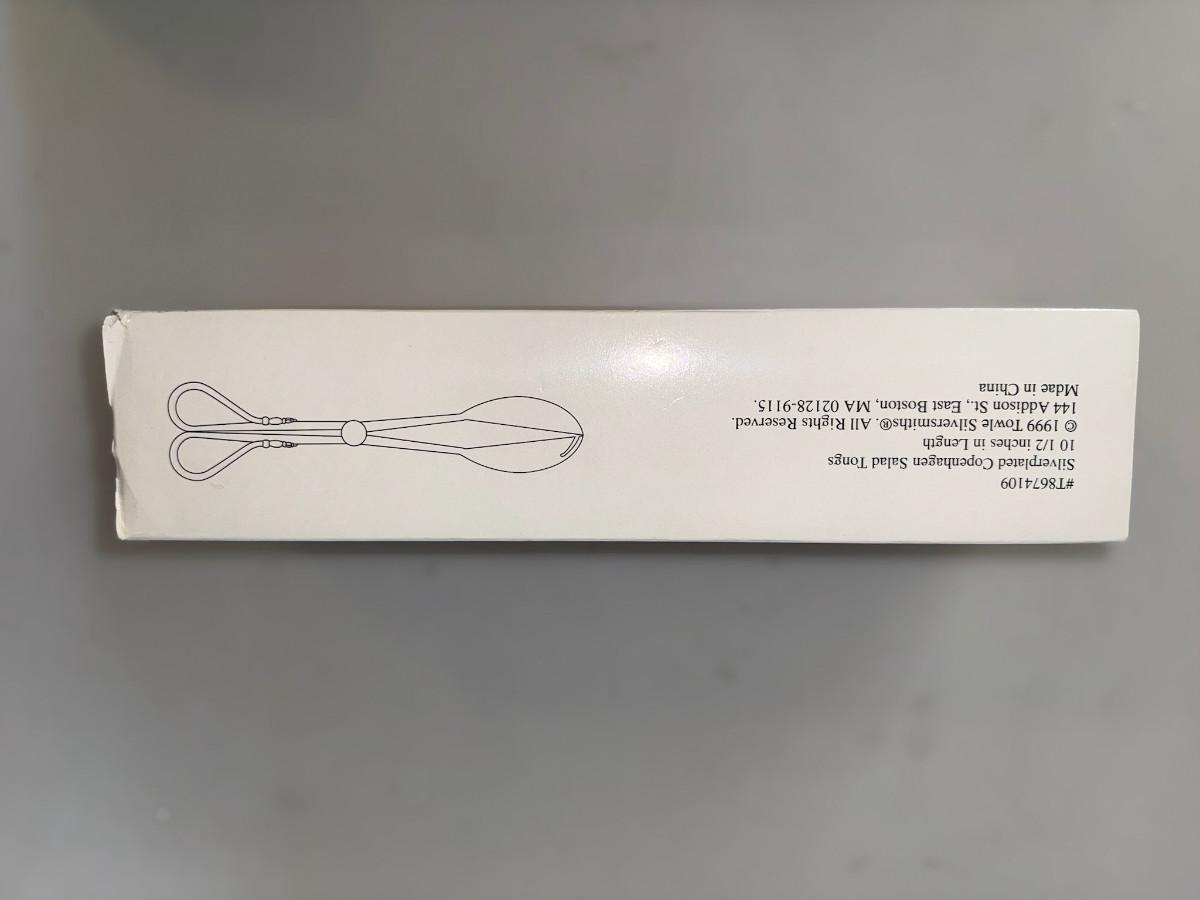 #T8674109
Silverplated Copenhagen Salad Tongs
10 1/2 inches in Length
© 1999 Towle Silversmiths®. All Rights Reserved.
144 Addison St., East Boston, MA 02128-9115.
Mdae in China